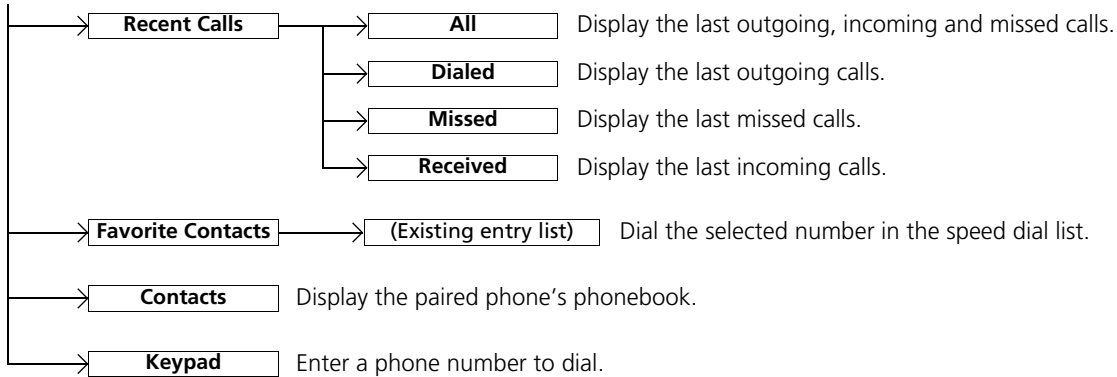 Recent Calls All Display the last outgoing, incoming and missed calls.
Dialed Display the last outgoing calls.
Missed Display the last missed calls.
Received Display the last incoming calls.
Favorite Contacts (Existing entry list) Dial the selected number in the speed dial list.
Contacts Display the paired phone’s phonebook.
Keypad Enter a phone number to dial.